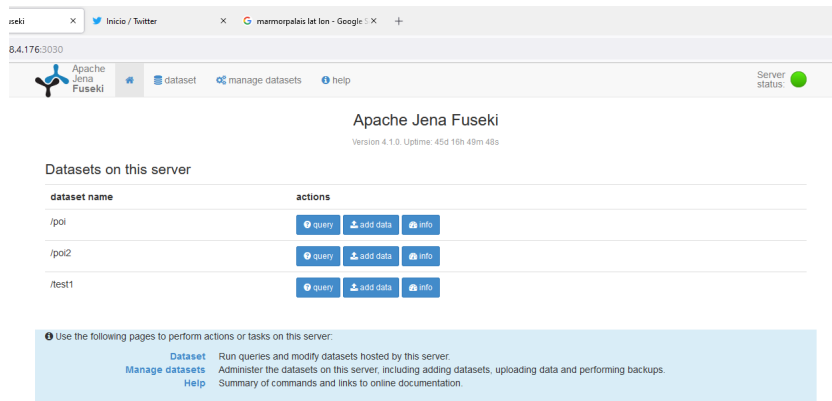 useki × Inicio / Twitter × G marmorpalais lat lon - Google S × +
8.4.176:3030
Apache Jena Fuseki dataset manage datasets help Server status:
Apache Jena Fuseki
Version 4.1.0. Uptime: 45d 16h 49m 48s
Datasets on this server
dataset name actions
/poi query add data info
/poi2 query add data info
/test1 query add data info
Use the following pages to perform actions or tasks on this server:
Dataset Run queries and modify datasets hosted by this server.
Manage datasets Administer the datasets on this server, including adding datasets, uploading data and performing backups.
Help Summary of commands and links to online documentation.